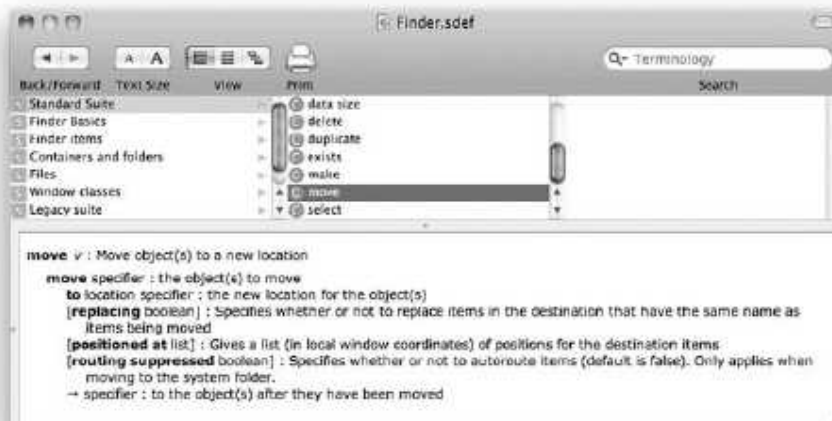 Finder.sdef
A A
Back/Forward Text Size View Print
Terminology
Search
Standard Suite
Finder Basics
Finder items
Containers and folders
Files
Window classes
Legacy suite
data size
delete
duplicate
exists
make
move
select
move v : Move object(s) to a new location
move specifier : the object(s) to move
to location specifier : the new location for the object(s)
[replacing boolean] : Specifies whether or not to replace items in the destination that have the same name as
items being moved
[positioned at list] : Gives a list (in local window coordinates) of positions for the destination items
[routing suppressed boolean] : Specifies whether or not to autoroute items (default is false). Only applies when
moving to the system folder.
→ specifier : to the object(s) after they have been moved